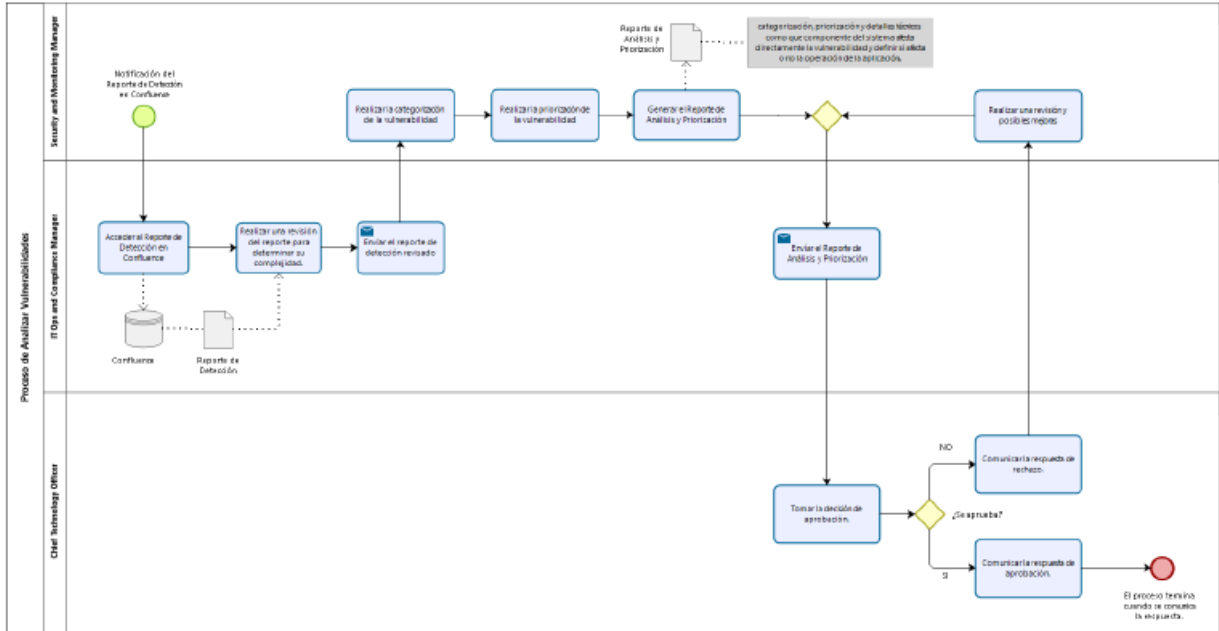 Proceso de Analizar Vulnerabilidades
Security and Monitoring Manager
Notificación del
Reporte de Detección
en Confluence
Realizar la categorización
de la vulnerabilidad
Realizar la priorización de
la vulnerabilidad
Generar el Reporte de
Análisis y Priorización
Reporte de
Análisis y
Priorización
categorización, priorización y detalles técnicos
como que componente del sistema afecta
directamente la vulnerabilidad y definir si afecta
o no la operación de la aplicación.
Realizar una revisión y
posibles mejoras
IT Ops and Compliance Manager
Acceder al Reporte de
Detección en
Confluence
Realizar una revisión
del reporte para
determinar su
complejidad.
Enviar el reporte de
detección revisado
Confluence
Reporte de
Detección
Enviar el Reporte de
Análisis y Priorización
Chief Technology Officer
Tomar la decisión de
aprobación.
¿Se aprueba?
NO
Comunicar la respuesta de
rechazo.
SI
Comunicar la respuesta de
aprobación.
El proceso termina
cuando se comunica
la respuesta.